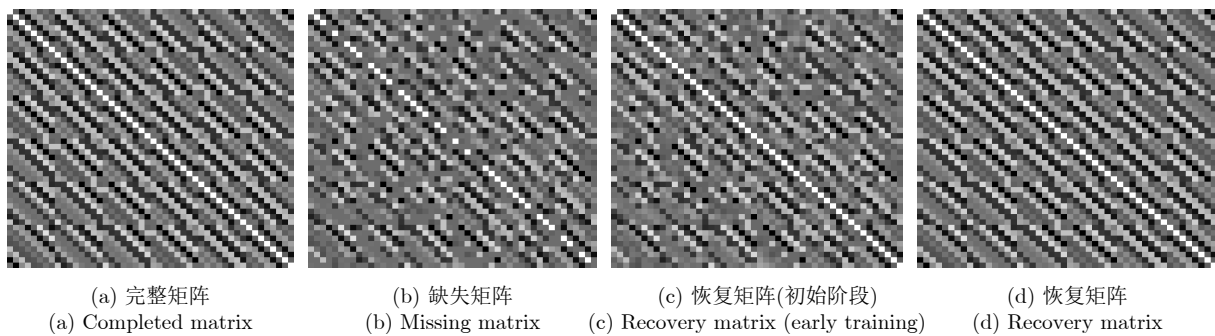 (a) 完整矩阵
(a) Completed matrix
(b) 缺失矩阵
(b) Missing matrix
(c) 恢复矩阵(初始阶段)
(c) Recovery matrix (early training)
(d) 恢复矩阵
(d) Recovery matrix